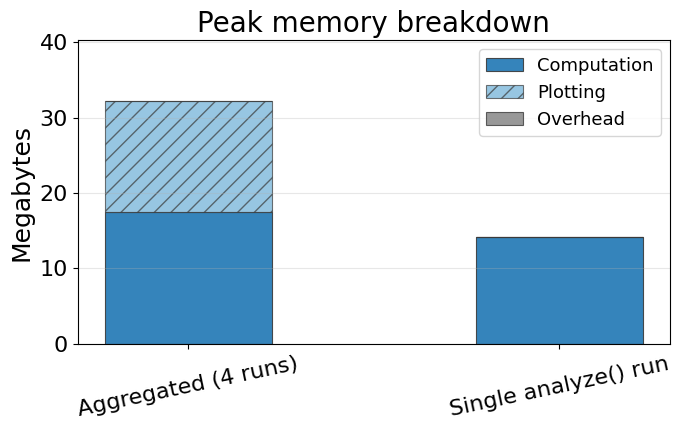 Peak memory breakdown
Megabytes
40
30
20
10
0
Computation
Plotting
Overhead
Aggregated (4 runs)
Single analyze() run